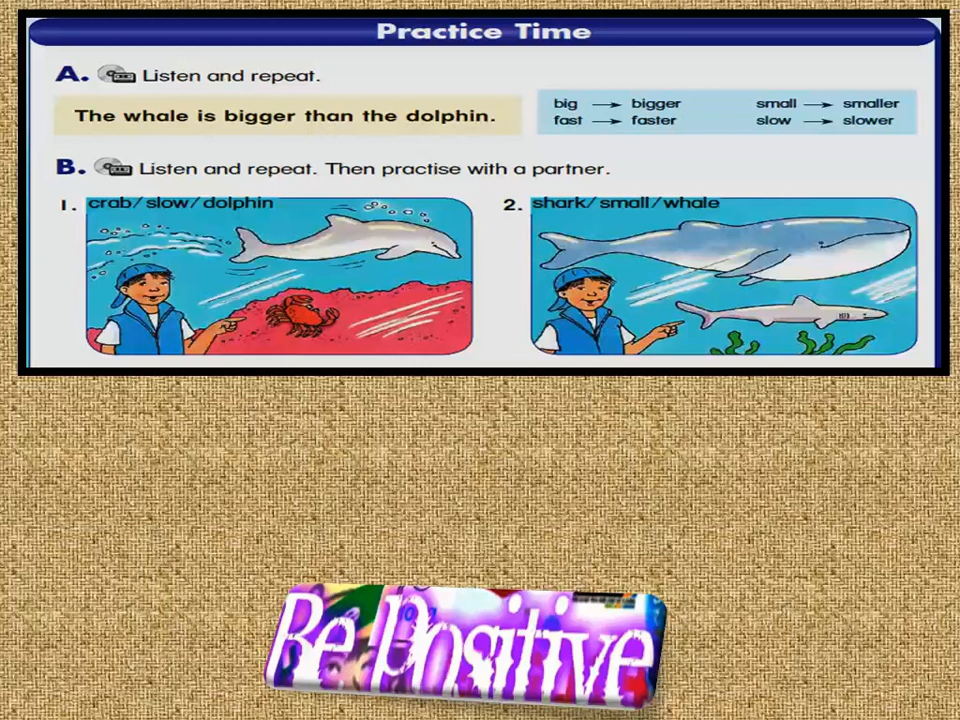 Practice Time
A. Listen and repeat.
The whale is bigger than the dolphin.
big → bigger small → smaller
fast → faster slow → slower
B. Listen and repeat. Then practise with a partner.
1. crab/slow/dolphin
2. shark/small/whale
Be Positive